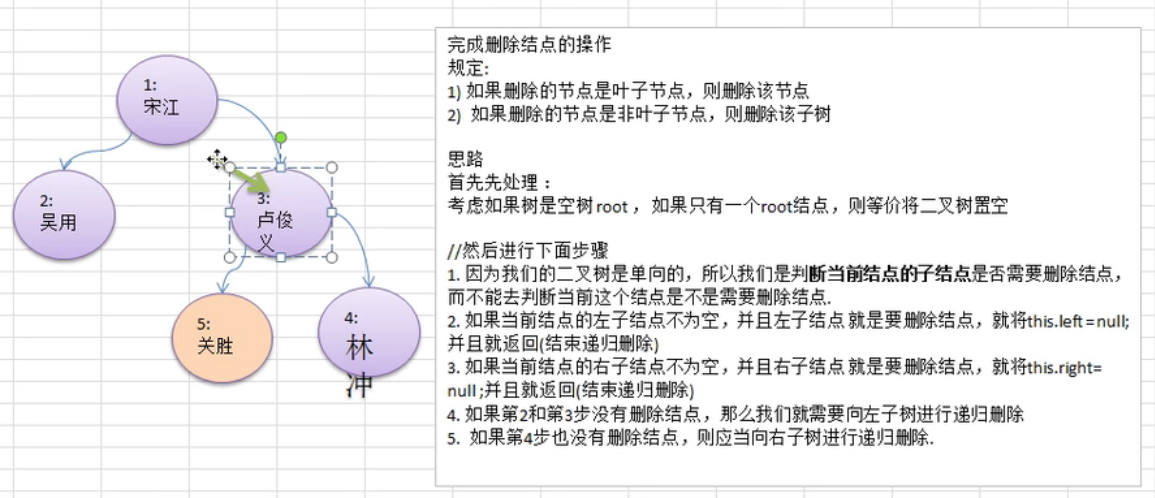 1:
宋江
2:
吴用
3:
卢俊
义
5:
关胜
4:
林
冲
完成删除结点的操作
规定:
1) 如果删除的节点是叶子节点，则删除该节点
2) 如果删除的节点是非叶子节点，则删除该子树
思路
首先先处理：
考虑如果树是空树root ，如果只有一个root结点，则等价将二叉树置空
//然后进行下面步骤
1. 因为我们的二叉树是单向的，所以我们是判断当前结点的子结点是否需要删除结点，
而不能去判断当前这个结点是不是需要删除结点.
2. 如果当前结点的左子结点不为空，并且左子结点 就是要删除结点，就将this.left=null;
并且就返回(结束递归删除)
3. 如果当前结点的右子结点不为空，并且右子结点 就是要删除结点，就将this.right=
null ;并且就返回(结束递归删除)
4. 如果第2和第3步没有删除结点，那么我们就需要向左子树进行递归删除
5. 如果第4步也没有删除结点，则应当向右子树进行递归删除.